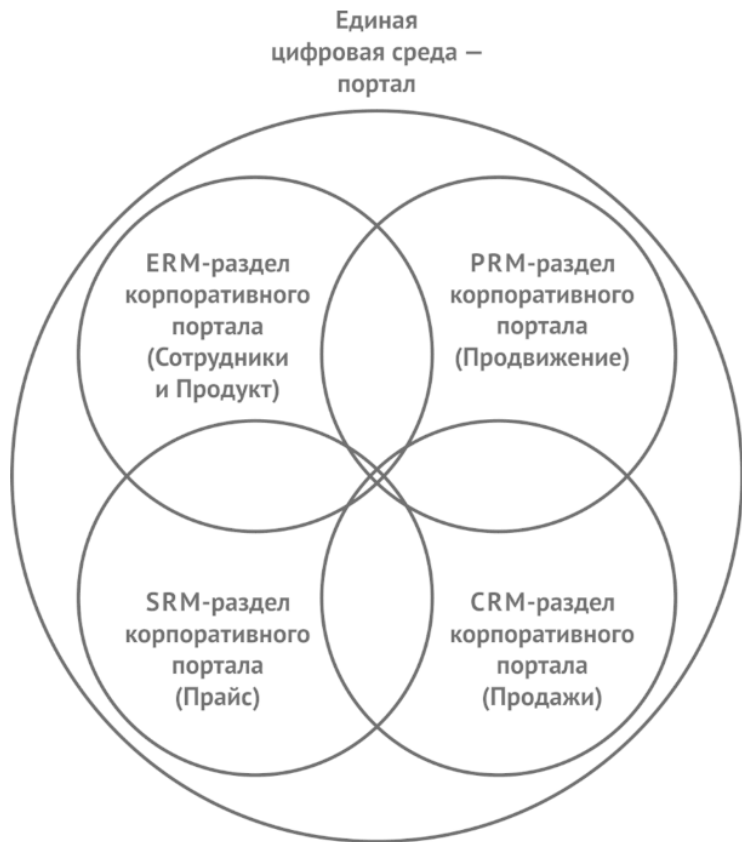 Единая
цифровая среда —
портал
ERM-раздел
корпоративного
портала
(Сотрудники
и Продукт)
PRM-раздел
корпоративного
портала
(Продвижение)
SRM-раздел
корпоративного
портала
(Прайс)
CRM-раздел
корпоративного
портала
(Продажи)